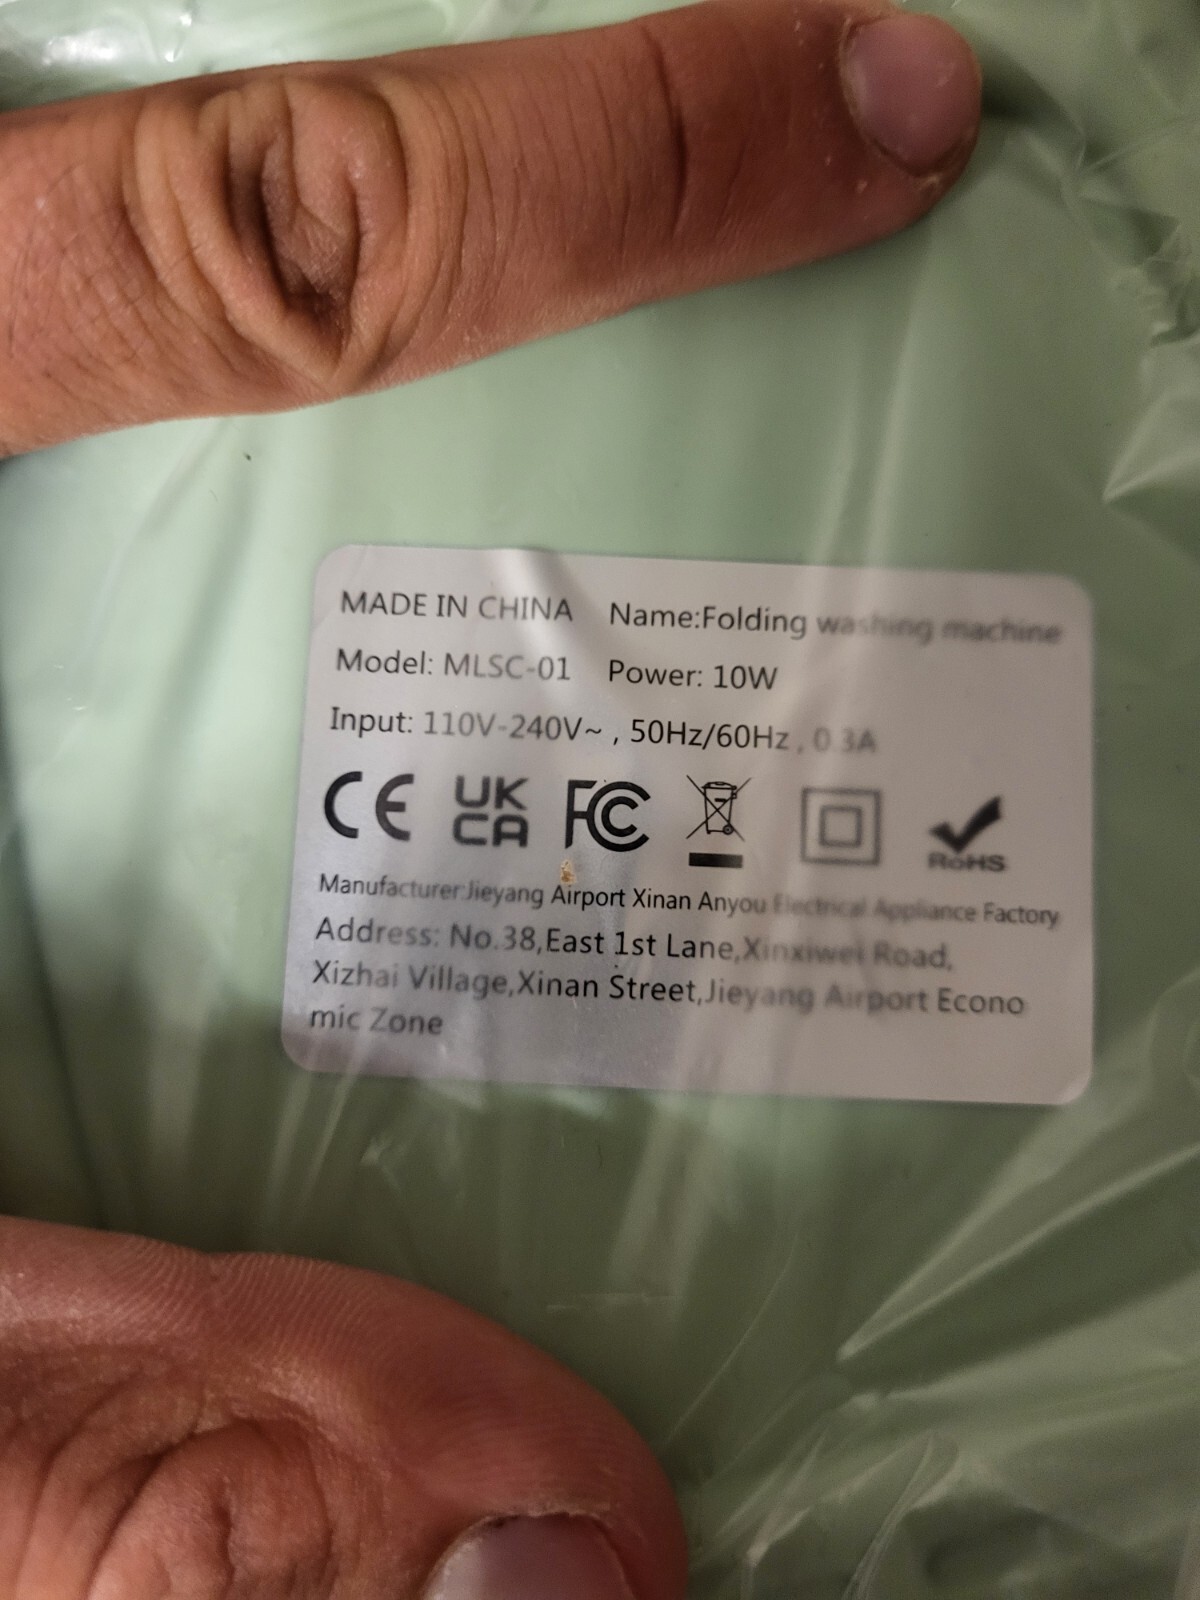 MADE IN CHINA Name:Folding washing machine
Model: MLSC-01 Power: 10W
Input: 110V-240V~ , 50Hz/60Hz , 0.3A
CE UK CA FC RoHS
Manufacturer:Jieyang Airport Xinan Anyou Electrical Appliance Factory
Address: No.38,East 1st Lane,Xinxiwei Road,
Xizhai Village,Xinan Street,Jieyang Airport Econo
mic Zone